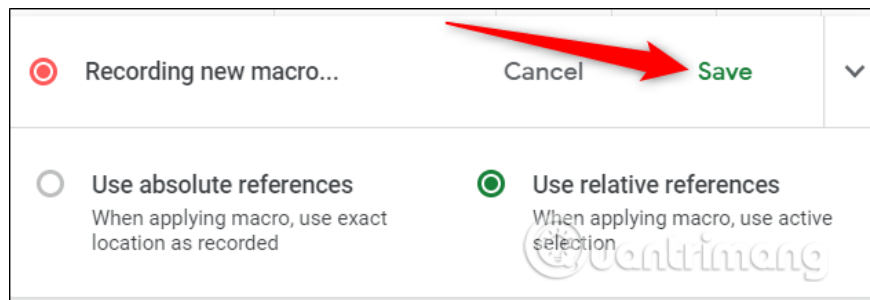 Recording new macro... Cancel Save
Use absolute references
When applying macro, use exact
location as recorded
Use relative references
When applying macro, use active
selection
Quantrimang